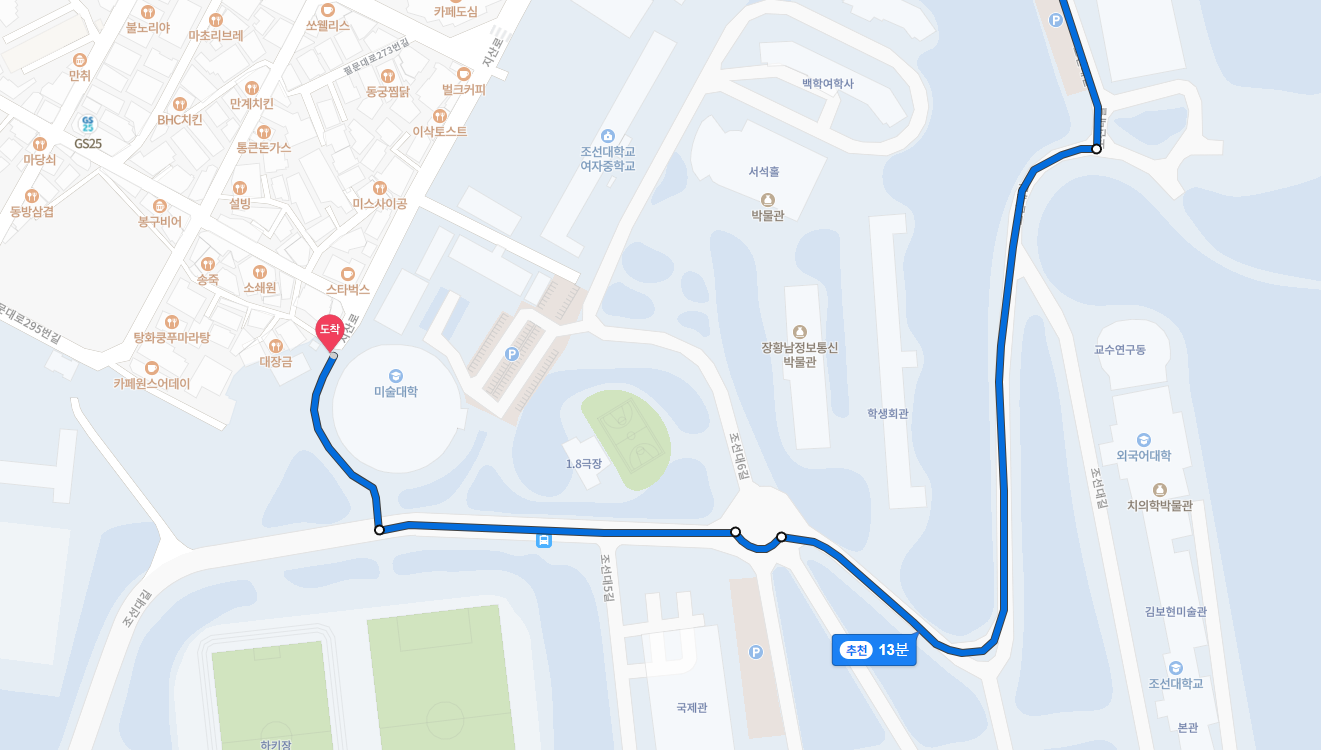 카페도심
불노리야
마초리브레
쏘웰리스
지산로
필문대로273번길
만취
동궁찜닭
벌크커피
만계치킨
BHC치킨
이삭토스트
GS25
GS25
통큰돈가스
마당쇠
조선대학교
여자중학교
백학여학사
서석홀
박물관
동방삼겹
봉구비어
설빙
미스사이공
송죽
소쇄원
스타벅스
필문대로295번길
탕화쿵푸마라탕
도착
지산로
대장금
카페원스어데이
미술대학
P
P
장황남정보통신
박물관
교수연구동
학생회관
1.8극장
조선대6길
외국어대학
조선대길
치의학박물관
조선대5길
조선대길
추천 13분
P
김보현미술관
조선대학교
국제관
본관
하키장